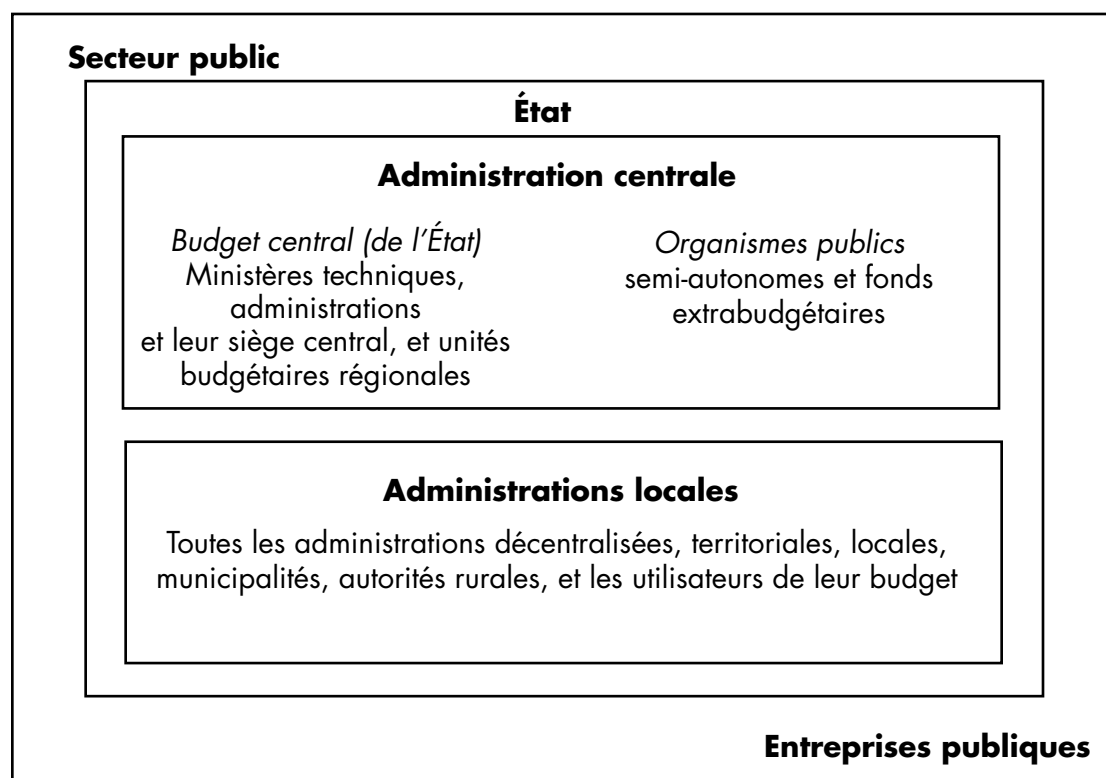 Secteur public
État
Administration centrale
Budget central (de l'État)
Ministères techniques,
administrations
et leur siège central, et unités
budgétaires régionales
Organismes publics
semi-autonomes et fonds
extrabudgétaires
Administrations locales
Toutes les administrations décentralisées, territoriales, locales,
municipalités, autorités rurales, et les utilisateurs de leur budget
Entreprises publiques